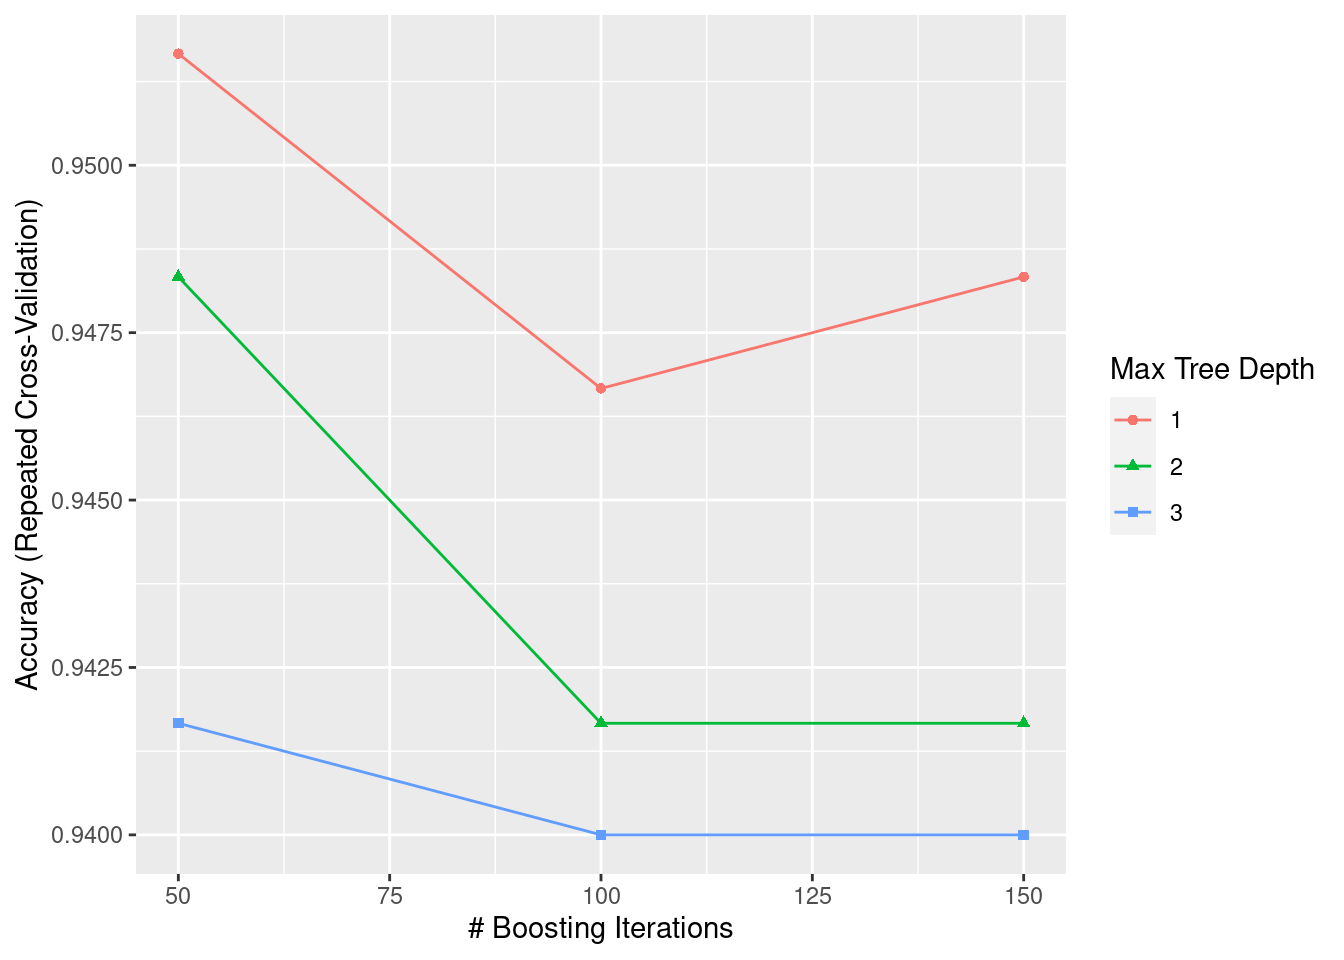 Accuracy (Repeated Cross-Validation)
0.9500
0.9475
0.9450
0.9425
0.9400
50 75 100 125 150
# Boosting Iterations
Max Tree Depth
1
2
3